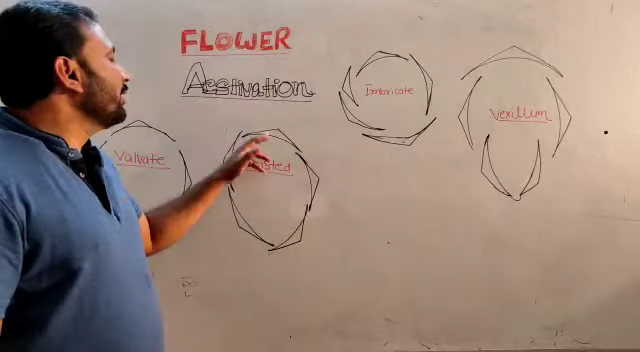 FLOWER
Aestivation
Valvate
Imbricate
Vexillum